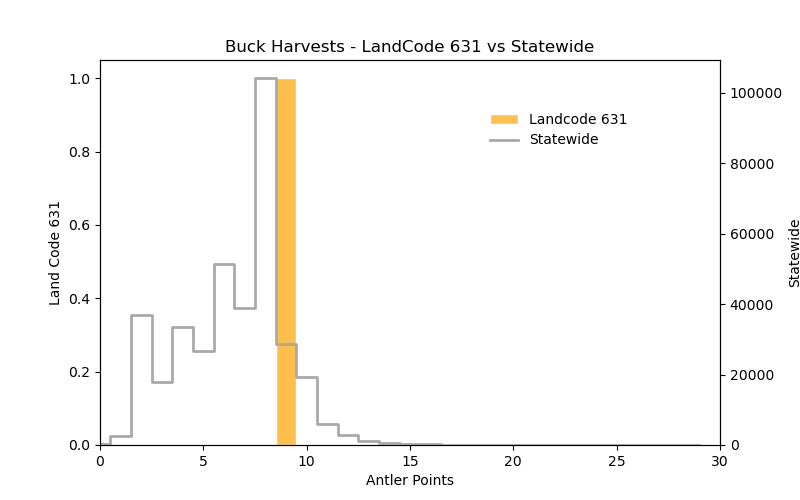 Buck Harvests - LandCode 631 vs Statewide
Landcode 631
Statewide
Land Code 631
1.0
0.8
0.6
0.4
0.2
0.0
100000
80000
60000
40000
20000
0
Statewide
0 5 10 15 20 25 30
Antler Points